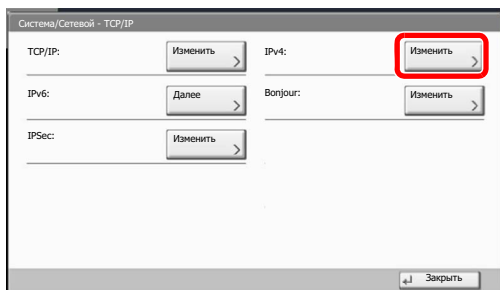 Система/Сетевой - TCP/IP
TCP/IP: Изменить IPv4: Изменить
IPv6: Далее Bonjour: Изменить
IPSec: Изменить
Закрыть